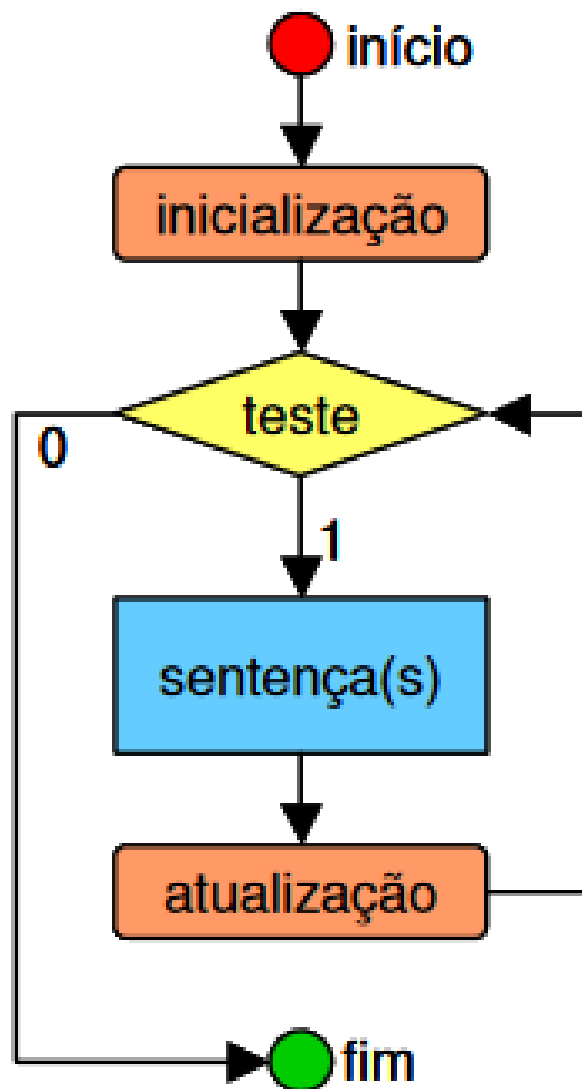 início
inicialização
teste
0
1
sentença(s)
atualização
fim